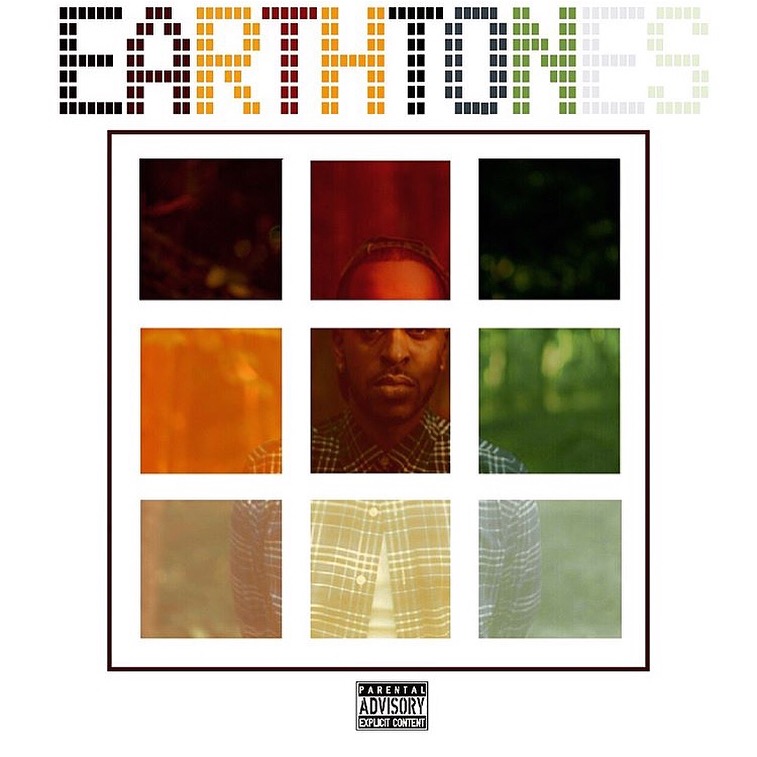 EARTHTONES
PARENTAL
ADVISORY
EXPLICIT CONTENT